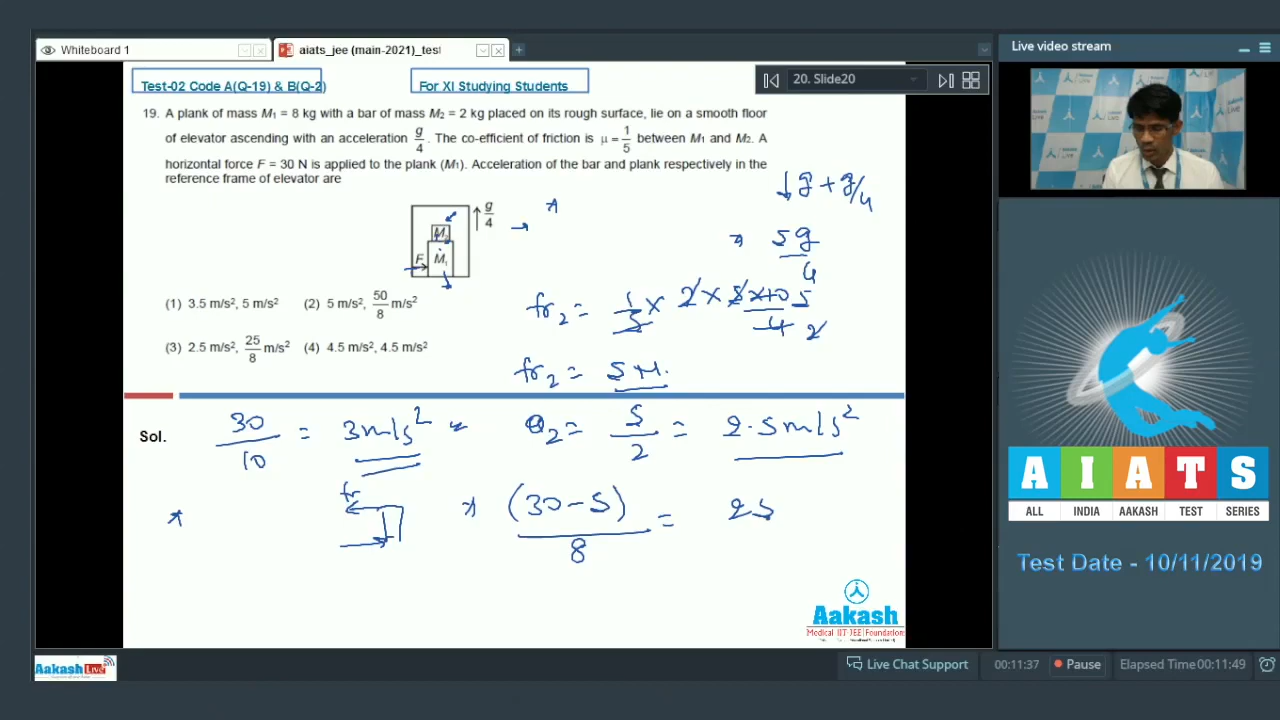 Whiteboard 1
aiats_jee (main-2021)_test
Live video stream
Test-02 Code A(Q-19) & B(Q-2)
For XI Studying Students
20. Slide20
19. A plank of mass M₁ = 8 kg with a bar of mass M₂ = 2 kg placed on its rough surface, lie on a smooth floor
of elevator ascending with an acceleration g/4. The co-efficient of friction is μ = 1/5 between M₁ and M₂. A
horizontal force F = 30 N is applied to the plank (M₁). Acceleration of the bar and plank respectively in the
reference frame of elevator are
↓ g + g/4
g/4
M₂
F M₁
5g/4
(1) 3.5 m/s², 5 m/s² (2) 5 m/s², 50/8 m/s²
fr₂ = 1/5 × 2 × 5×10/4 5 2
(3) 2.5 m/s², 25/8 m/s² (4) 4.5 m/s², 4.5 m/s²
fr₂ = 5 N.
Sol.
30/10 = 3m/s²
a₂ = 5/2 = 2.5m/s²
fr
(30-5)/8 = 25
AIATS
ALL INDIA AAKASH TEST SERIES
Test Date - 10/11/2019
Aakash
Medical IIT-JEE Foundations
Aakash Live
Live Chat Support
00:11:37
Pause
Elapsed Time 00:11:49